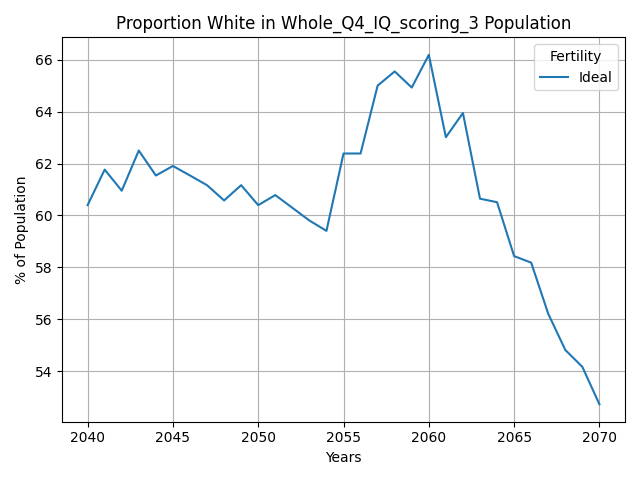 Proportion White in Whole_Q4_IQ_scoring_3 Population
Fertility
Ideal
% of Population
66
64
62
60
58
56
54
2040 2045 2050 2055 2060 2065 2070
Years